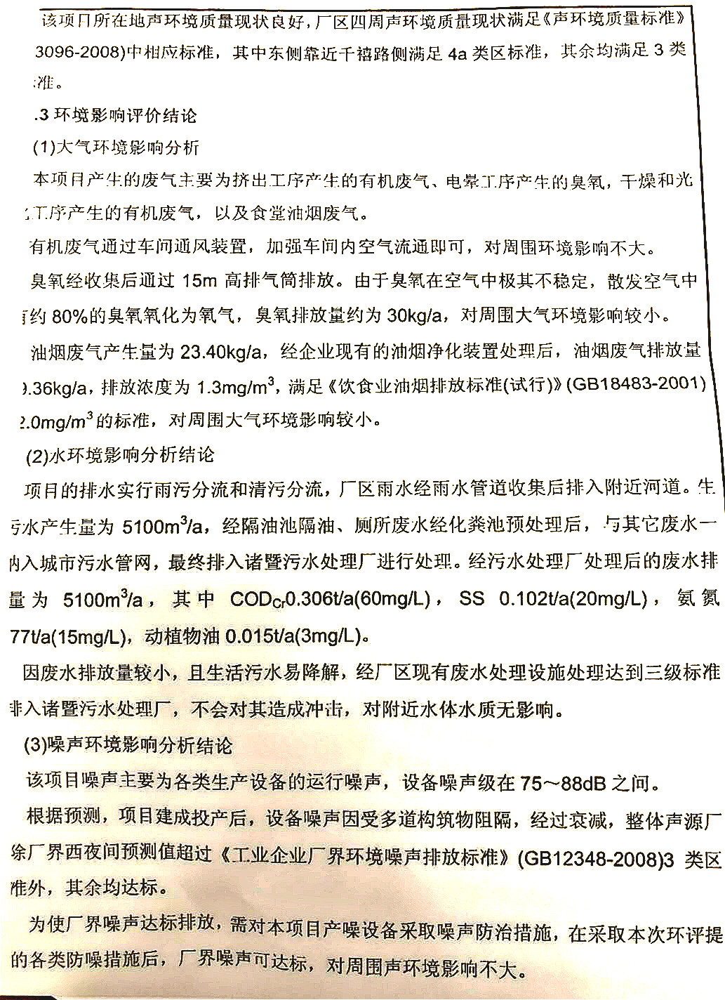 该项目所在地声环境质量现状良好，厂区四周声环境质量现状满足《声环境质量标准》
3096-2008)中相应标准，其中东侧靠近千禧路侧满足 4a 类区标准，其余均满足 3 类
准。
.3 环境影响评价结论
(1)大气环境影响分析
本项目产生的废气主要为挤出工序产生的有机废气、电晕工序产生的臭氧，干燥和光
工序产生的有机废气，以及食堂油烟废气。
有机废气通过车间通风装置，加强车间内空气流通即可，对周围环境影响不大。
臭氧经收集后通过 15m 高排气筒排放。由于臭氧在空气中极其不稳定，散发空气中
约 80%的臭氧氧化为氧气，臭氧排放量约为 30kg/a，对周围大气环境影响较小。
油烟废气产生量为 23.40kg/a，经企业现有的油烟净化装置处理后，油烟废气排放量
.36kg/a，排放浓度为 1.3mg/m³，满足《饮食业油烟排放标准(试行)》(GB18483-2001)
2.0mg/m³的标准，对周围大气环境影响较小。
(2)水环境影响分析结论
项目的排水实行雨污分流和清污分流，厂区雨水经雨水管道收集后排入附近河道。生
污水产生量为 5100m³/a，经隔油池隔油、厕所废水经化粪池预处理后，与其它废水一
纳入城市污水管网，最终排入诸暨污水处理厂进行处理。经污水处理厂处理后的废水排
量为 5100m³/a，其中 CODCr0.306t/a(60mg/L)，SS 0.102t/a(20mg/L)，氨氮
77t/a(15mg/L)，动植物油 0.015t/a(3mg/L)。
因废水排放量较小，且生活污水易降解，经厂区现有废水处理设施处理达到三级标准
排入诸暨污水处理厂，不会对其造成冲击，对附近水体水质无影响。
(3)噪声环境影响分析结论
该项目噪声主要为各类生产设备的运行噪声，设备噪声级在 75～88dB 之间。
根据预测，项目建成投产后，设备噪声因受多道构筑物阻隔，经过衰减，整体声源厂
除厂界西夜间预测值超过《工业企业厂界环境噪声排放标准》(GB12348-2008)3 类区
准外，其余均达标。
为使厂界噪声达标排放，需对本项目产噪设备采取噪声防治措施，在采取本次环评提
的各类防噪措施后，厂界噪声可达标，对周围声环境影响不大。